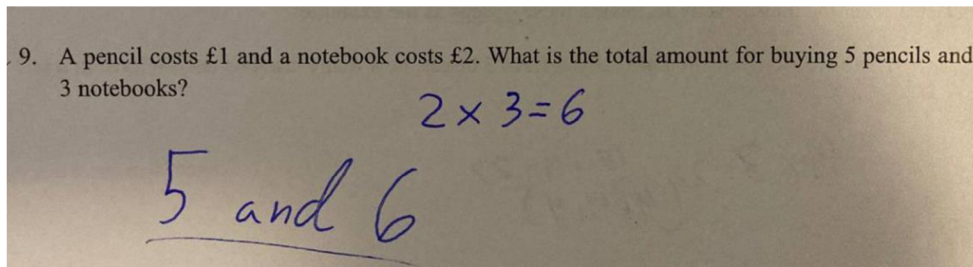 9. A pencil costs £1 and a notebook costs £2. What is the total amount for buying 5 pencils and
3 notebooks?
2 x 3 = 6
5 and 6